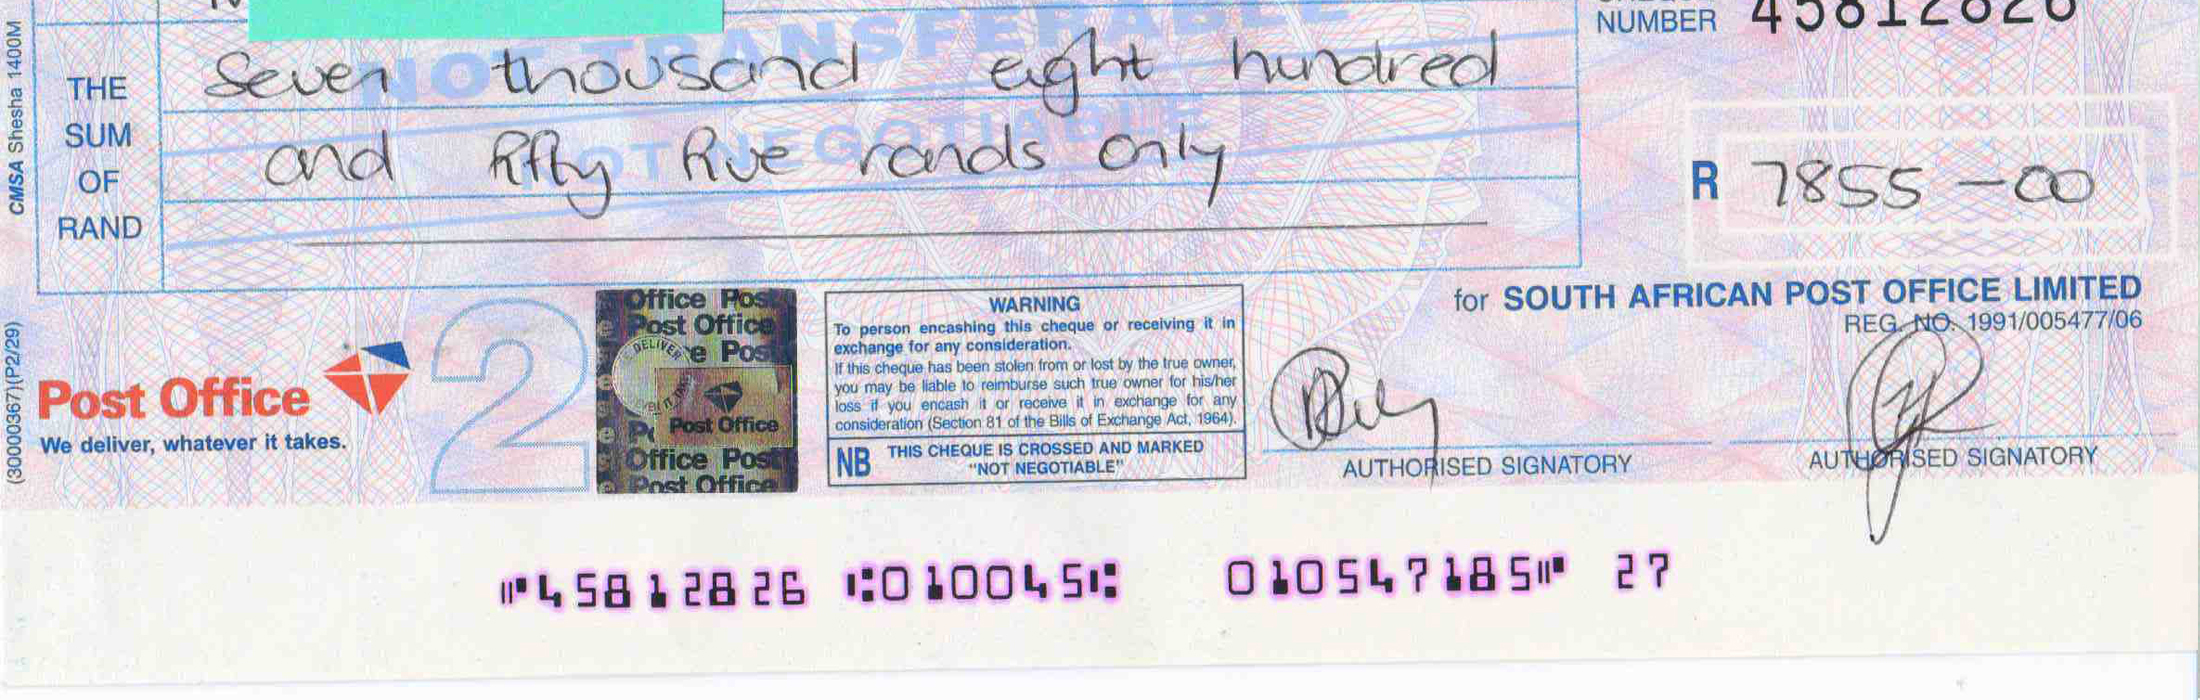 NUMBER 45812826
CMSA Shesha 1400M
THE
SUM
OF
RAND
NOT TRANSFERABLE
NOT NEGOTIABLE
Seven thousand eight hundred
and fifty five rands only
R 7855 - 00
for SOUTH AFRICAN POST OFFICE LIMITED
REG. NO. 1991/005477/06
(30000367)(P2/29)
Post Office
We deliver, whatever it takes.
2
Office Post
Post Office
DELIVER
Post Office
Office Post
Post Office
WARNING
To person encashing this cheque or receiving it in
exchange for any consideration.
If this cheque has been stolen from or lost by the true owner,
you may be liable to reimburse such true owner for his/her
loss if you encash it or receive it in exchange for any
consideration (Section 81 of the Bills of Exchange Act, 1964).
NB THIS CHEQUE IS CROSSED AND MARKED
"NOT NEGOTIABLE"
AUTHORISED SIGNATORY
AUTHORISED SIGNATORY
⑈45812826 ⑆010045⑆ 010547185⑈ 27